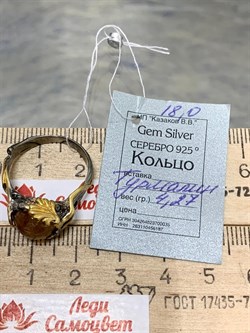 18,0
ИП "Казаков В.В."
Gem Silver
СЕРЕБРО 925°
Кольцо
вставка
Турмалин
вес (гр.) 4,27
цена
ГОСТ 17435-72
Леди
Самоцвет